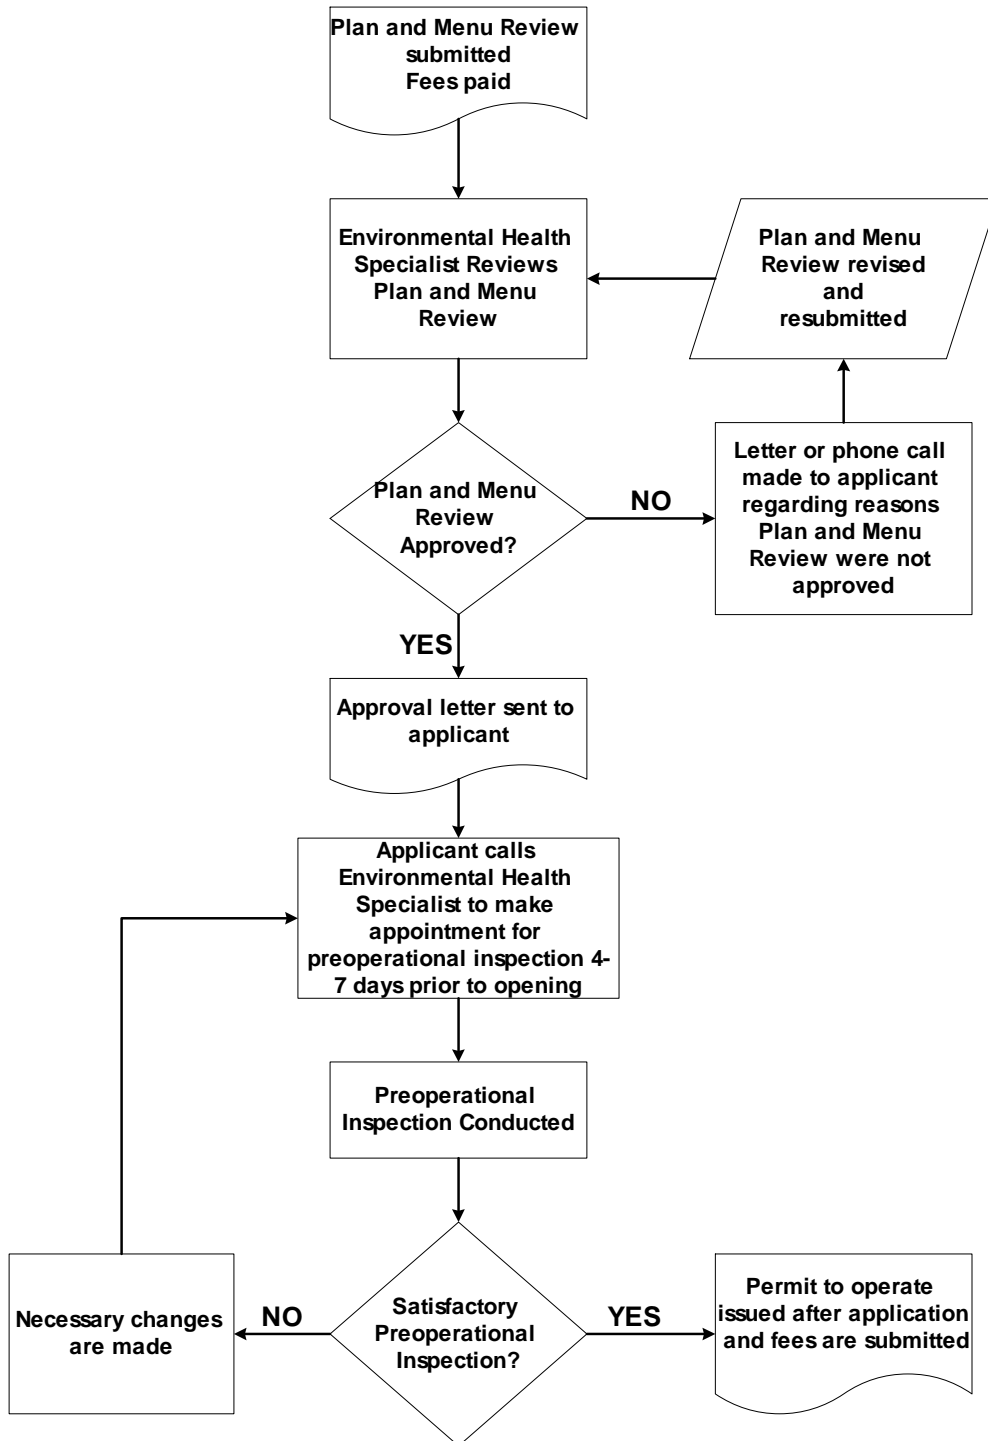 Plan and Menu Review
submitted
Fees paid
Environmental Health
Specialist Reviews
Plan and Menu
Review
Plan and Menu
Review revised
and
resubmitted
Plan and Menu
Review
Approved?
NO
Letter or phone call
made to applicant
regarding reasons
Plan and Menu
Review were not
approved
YES
Approval letter sent to
applicant
Applicant calls
Environmental Health
Specialist to make
appointment for
preoperational inspection 4-
7 days prior to opening
Preoperational
Inspection Conducted
Necessary changes
are made
NO
Satisfactory
Preoperational
Inspection?
YES
Permit to operate
issued after application
and fees are submitted